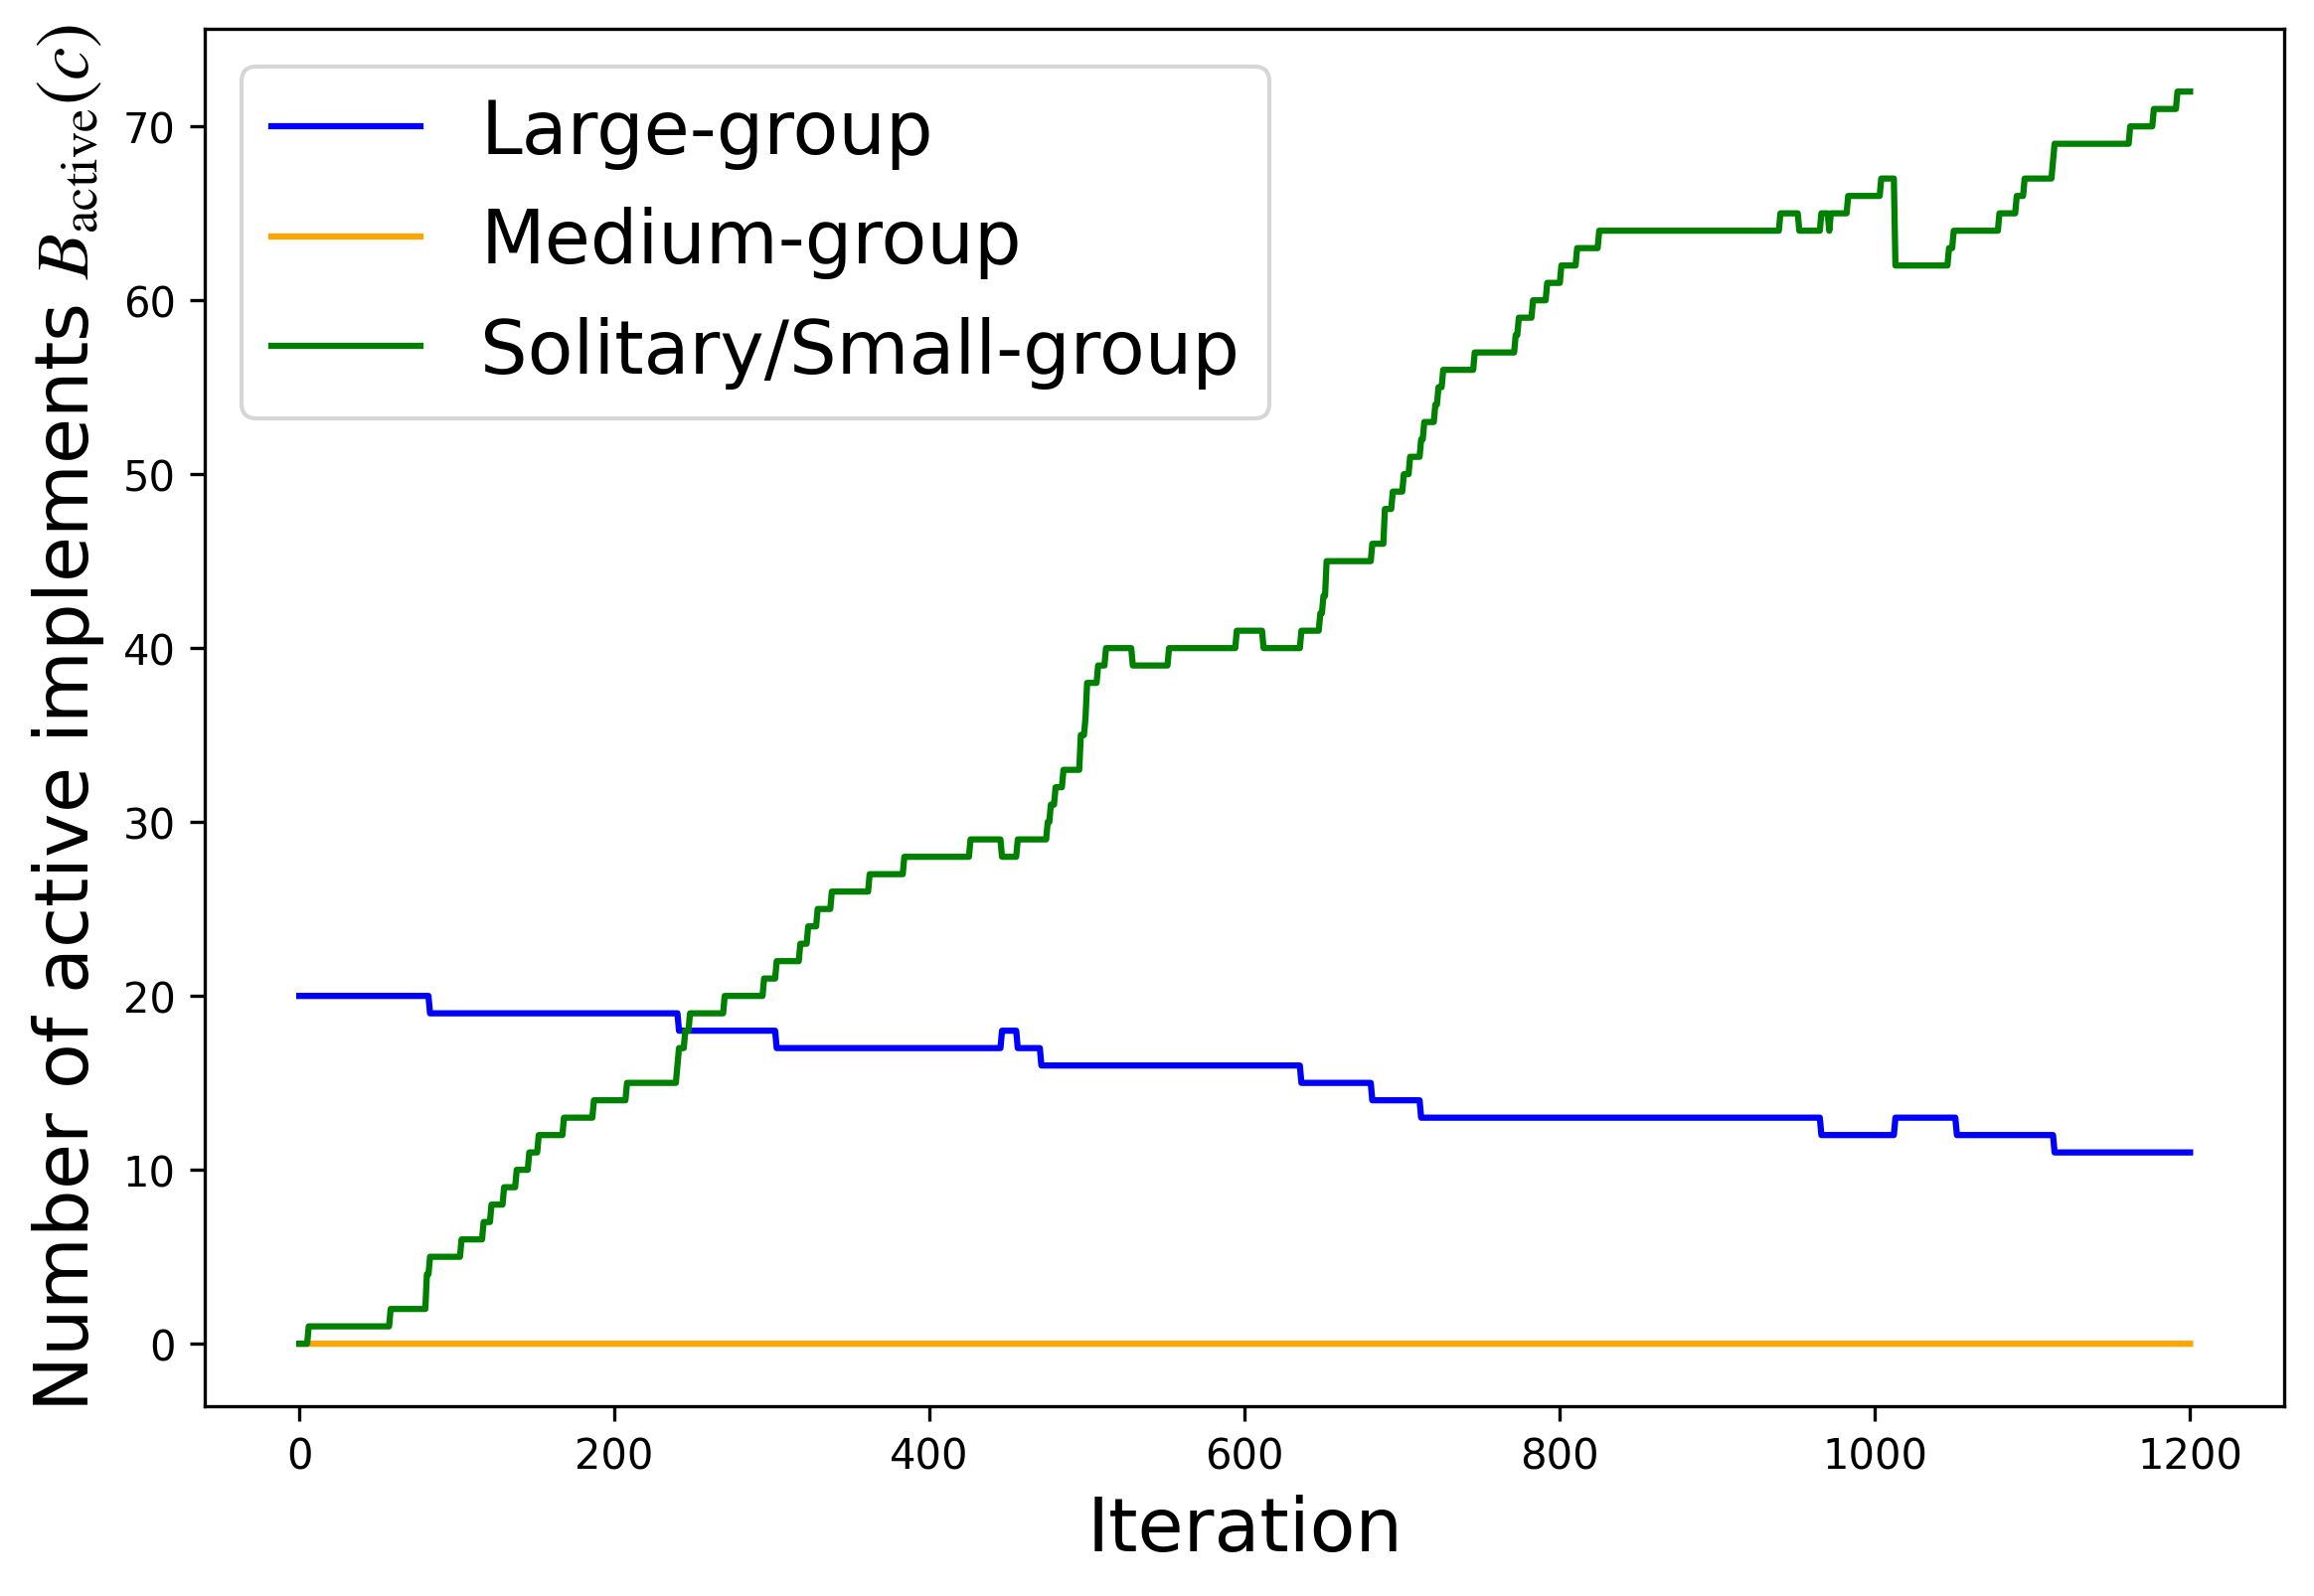 Number of active implements B_active(c)
70
60
50
40
30
20
10
0
Large-group
Medium-group
Solitary/Small-group
0 200 400 600 800 1000 1200
Iteration